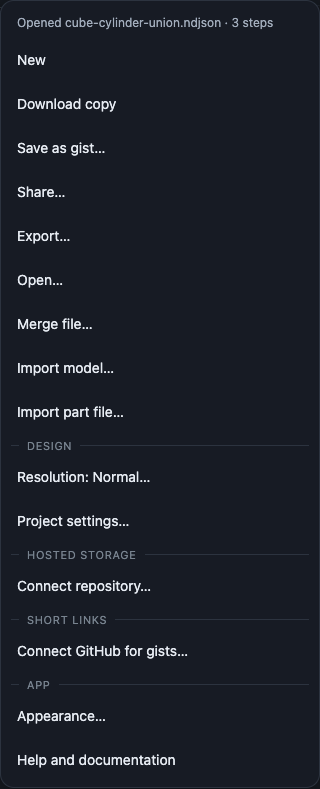 Opened cube-cylinder-union.ndjson · 3 steps
New
Download copy
Save as gist...
Share...
Export...
Open...
Merge file...
Import model...
Import part file...
DESIGN
Resolution: Normal...
Project settings...
HOSTED STORAGE
Connect repository...
SHORT LINKS
Connect GitHub for gists...
APP
Appearance...
Help and documentation